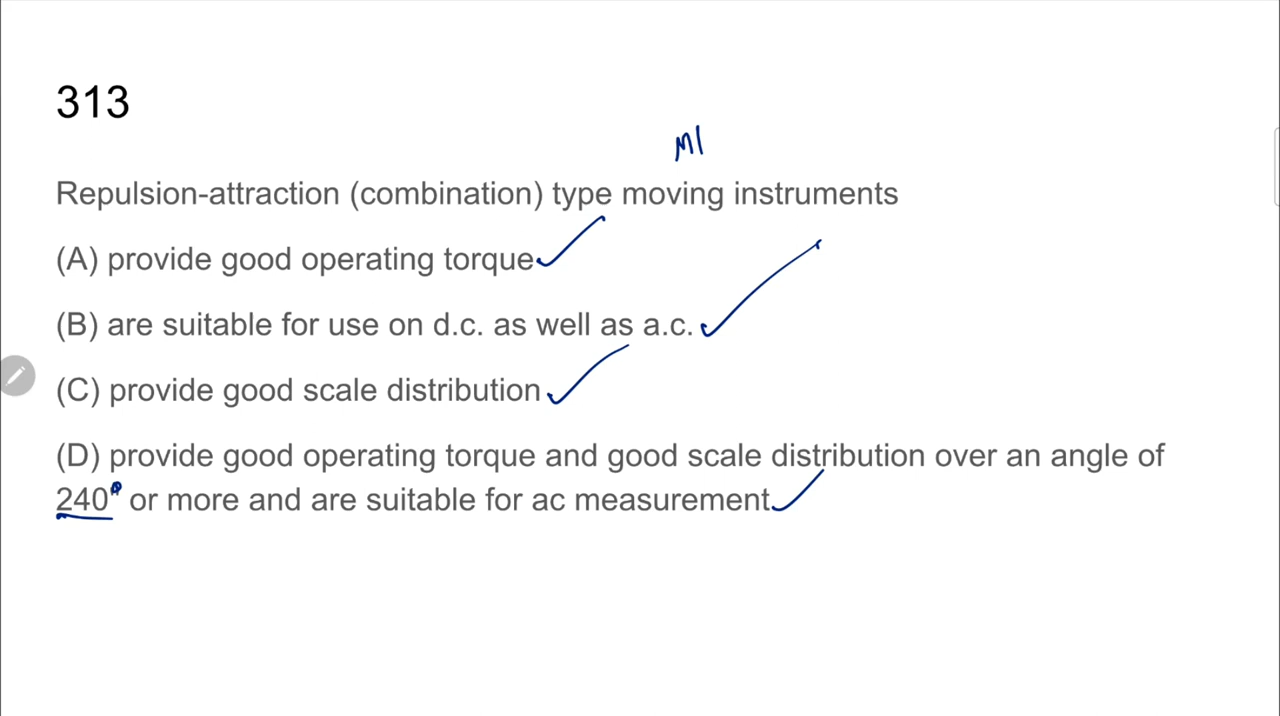 313
MI
Repulsion-attraction (combination) type moving instruments
(A) provide good operating torque
(B) are suitable for use on d.c. as well as a.c.
(C) provide good scale distribution
(D) provide good operating torque and good scale distribution over an angle of
240° or more and are suitable for ac measurement.